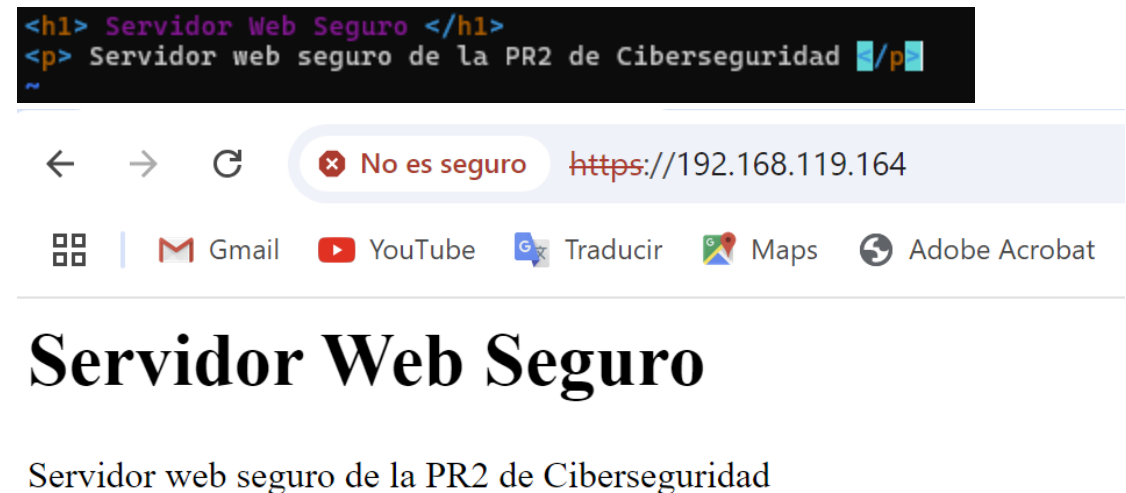 <h1> Servidor Web Seguro </h1>
<p> Servidor web seguro de la PR2 de Ciberseguridad </p>
~
No es seguro https://192.168.119.164
Gmail YouTube Traducir Maps Adobe Acrobat
Servidor Web Seguro
Servidor web seguro de la PR2 de Ciberseguridad